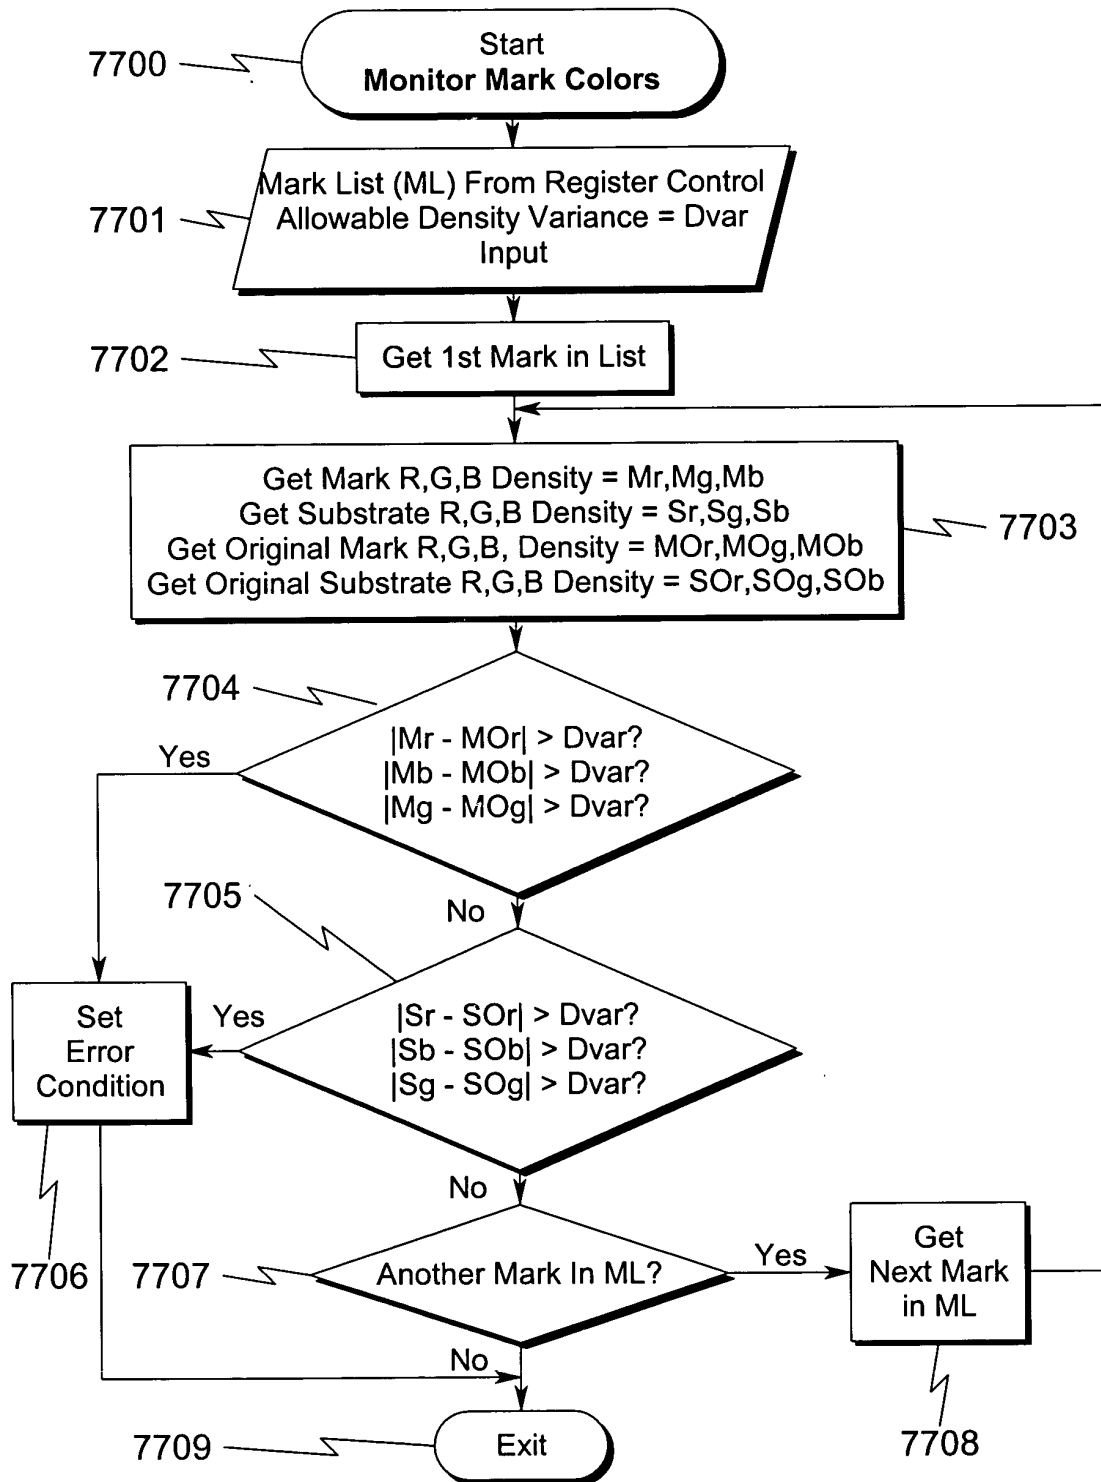 7700
Start
Monitor Mark Colors
7701
Mark List (ML) From Register Control
Allowable Density Variance = Dvar
Input
7702
Get 1st Mark in List
Get Mark R,G,B Density = Mr,Mg,Mb
Get Substrate R,G,B Density = Sr,Sg,Sb
Get Original Mark R,G,B, Density = MOr,MOg,MOb
Get Original Substrate R,G,B Density = SOr,SOg,SOb
7703
7704
Yes
|Mr - MOr| > Dvar?
|Mb - MOb| > Dvar?
|Mg - MOg| > Dvar?
7705
No
Set
Error
Condition
Yes
|Sr - SOr| > Dvar?
|Sb - SOb| > Dvar?
|Sg - SOg| > Dvar?
No
7706
7707
Another Mark In ML?
Yes
Get
Next Mark
in ML
No
7708
7709
Exit